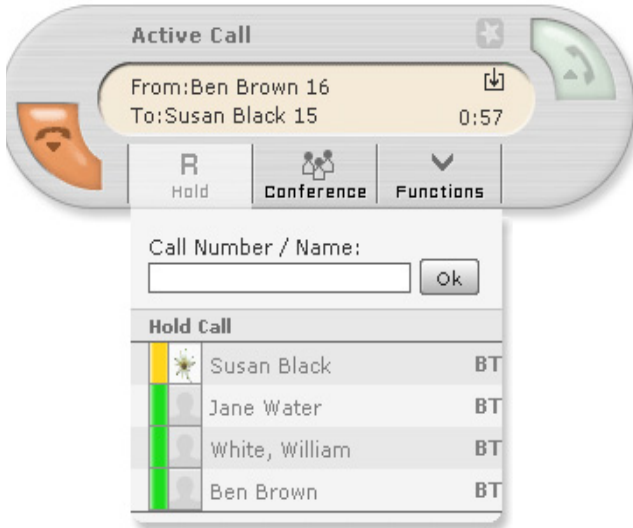 Active Call
From:Ben Brown 16
To:Susan Black 15 0:57
R
Hold
Conference
Functions
Call Number / Name:
Ok
Hold Call
Susan Black BT
Jane Water BT
White, William BT
Ben Brown BT